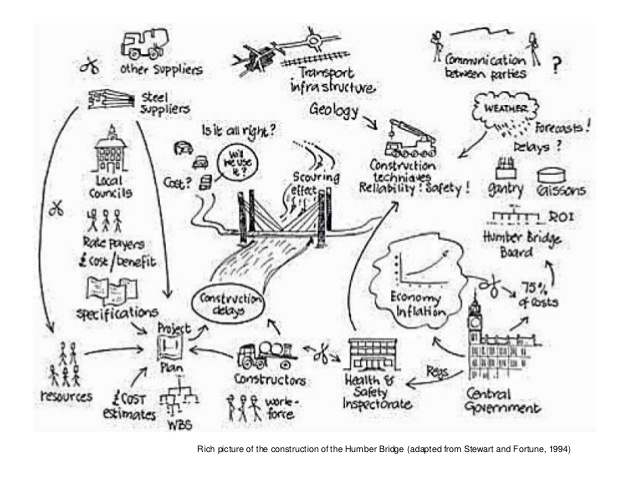 other Suppliers
Transport
infrastructure
Communication
between parties
?
Steel
Suppliers
Geology
WEATHER
Forecasts!
Delays?
Is it all right?
Will
we use
it?
Cost?
Scouring
effect
Construction
techniques
Reliability! Safety!
gantry
Caissons
Local
Councils
ROI
Humber Bridge
Board
Rate Payers
£ Cost/benefit
Economy
Inflation
75%
of costs
Specifications
Construction
delays
Project
Plan
resources
£COST
estimates
WBS
Constructors
work-
force
Health &
Safety
Inspectorate
Regs
Central
Government
Rich picture of the construction of the Humber Bridge (adapted from Stewart and Fortune, 1994)